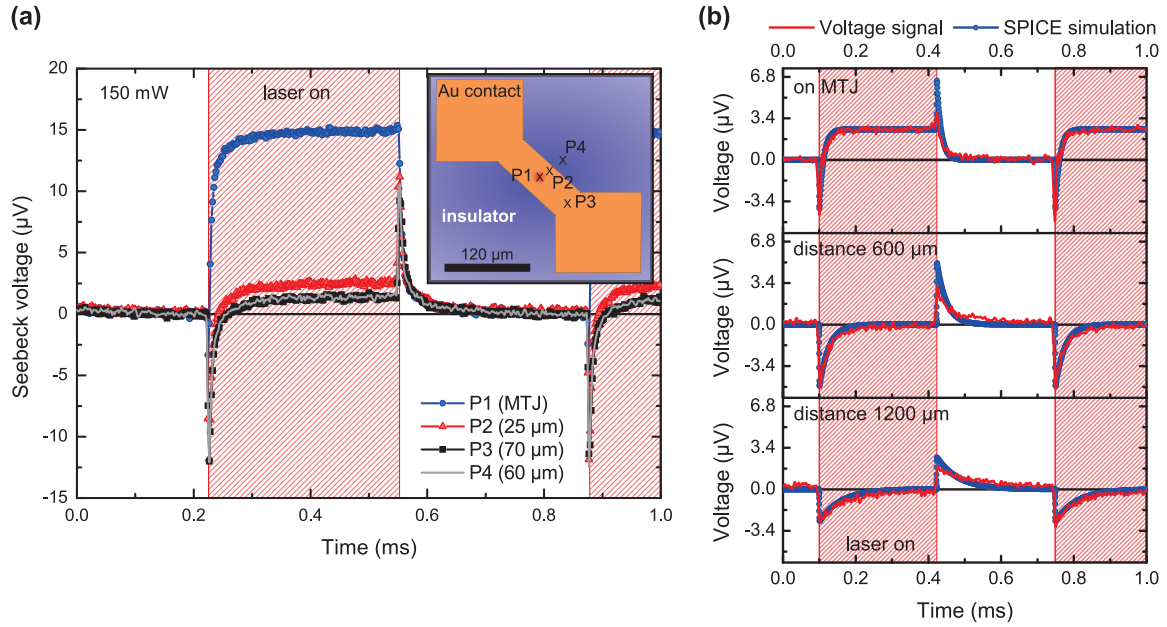 (a)
20
15
10
5
0
-5
-10
-15
Seebeck voltage (µV)
150 mW
laser on
Au contact
P4
P1
P2
P3
insulator
120 µm
P1 (MTJ)
P2 (25 µm)
P3 (70 µm)
P4 (60 µm)
0.0 0.2 0.4 0.6 0.8 1.0
Time (ms)
(b)
Voltage signal SPICE simulation
0.0 0.2 0.4 0.6 0.8 1.0
6.8
3.4
0.0
-3.4
Voltage (µV)
on MTJ
6.8
3.4
0.0
-3.4
Voltage (µV)
distance 600 µm
6.8
3.4
0.0
-3.4
Voltage (µV)
distance 1200 µm
laser on
0.0 0.2 0.4 0.6 0.8 1.0
Time (ms)